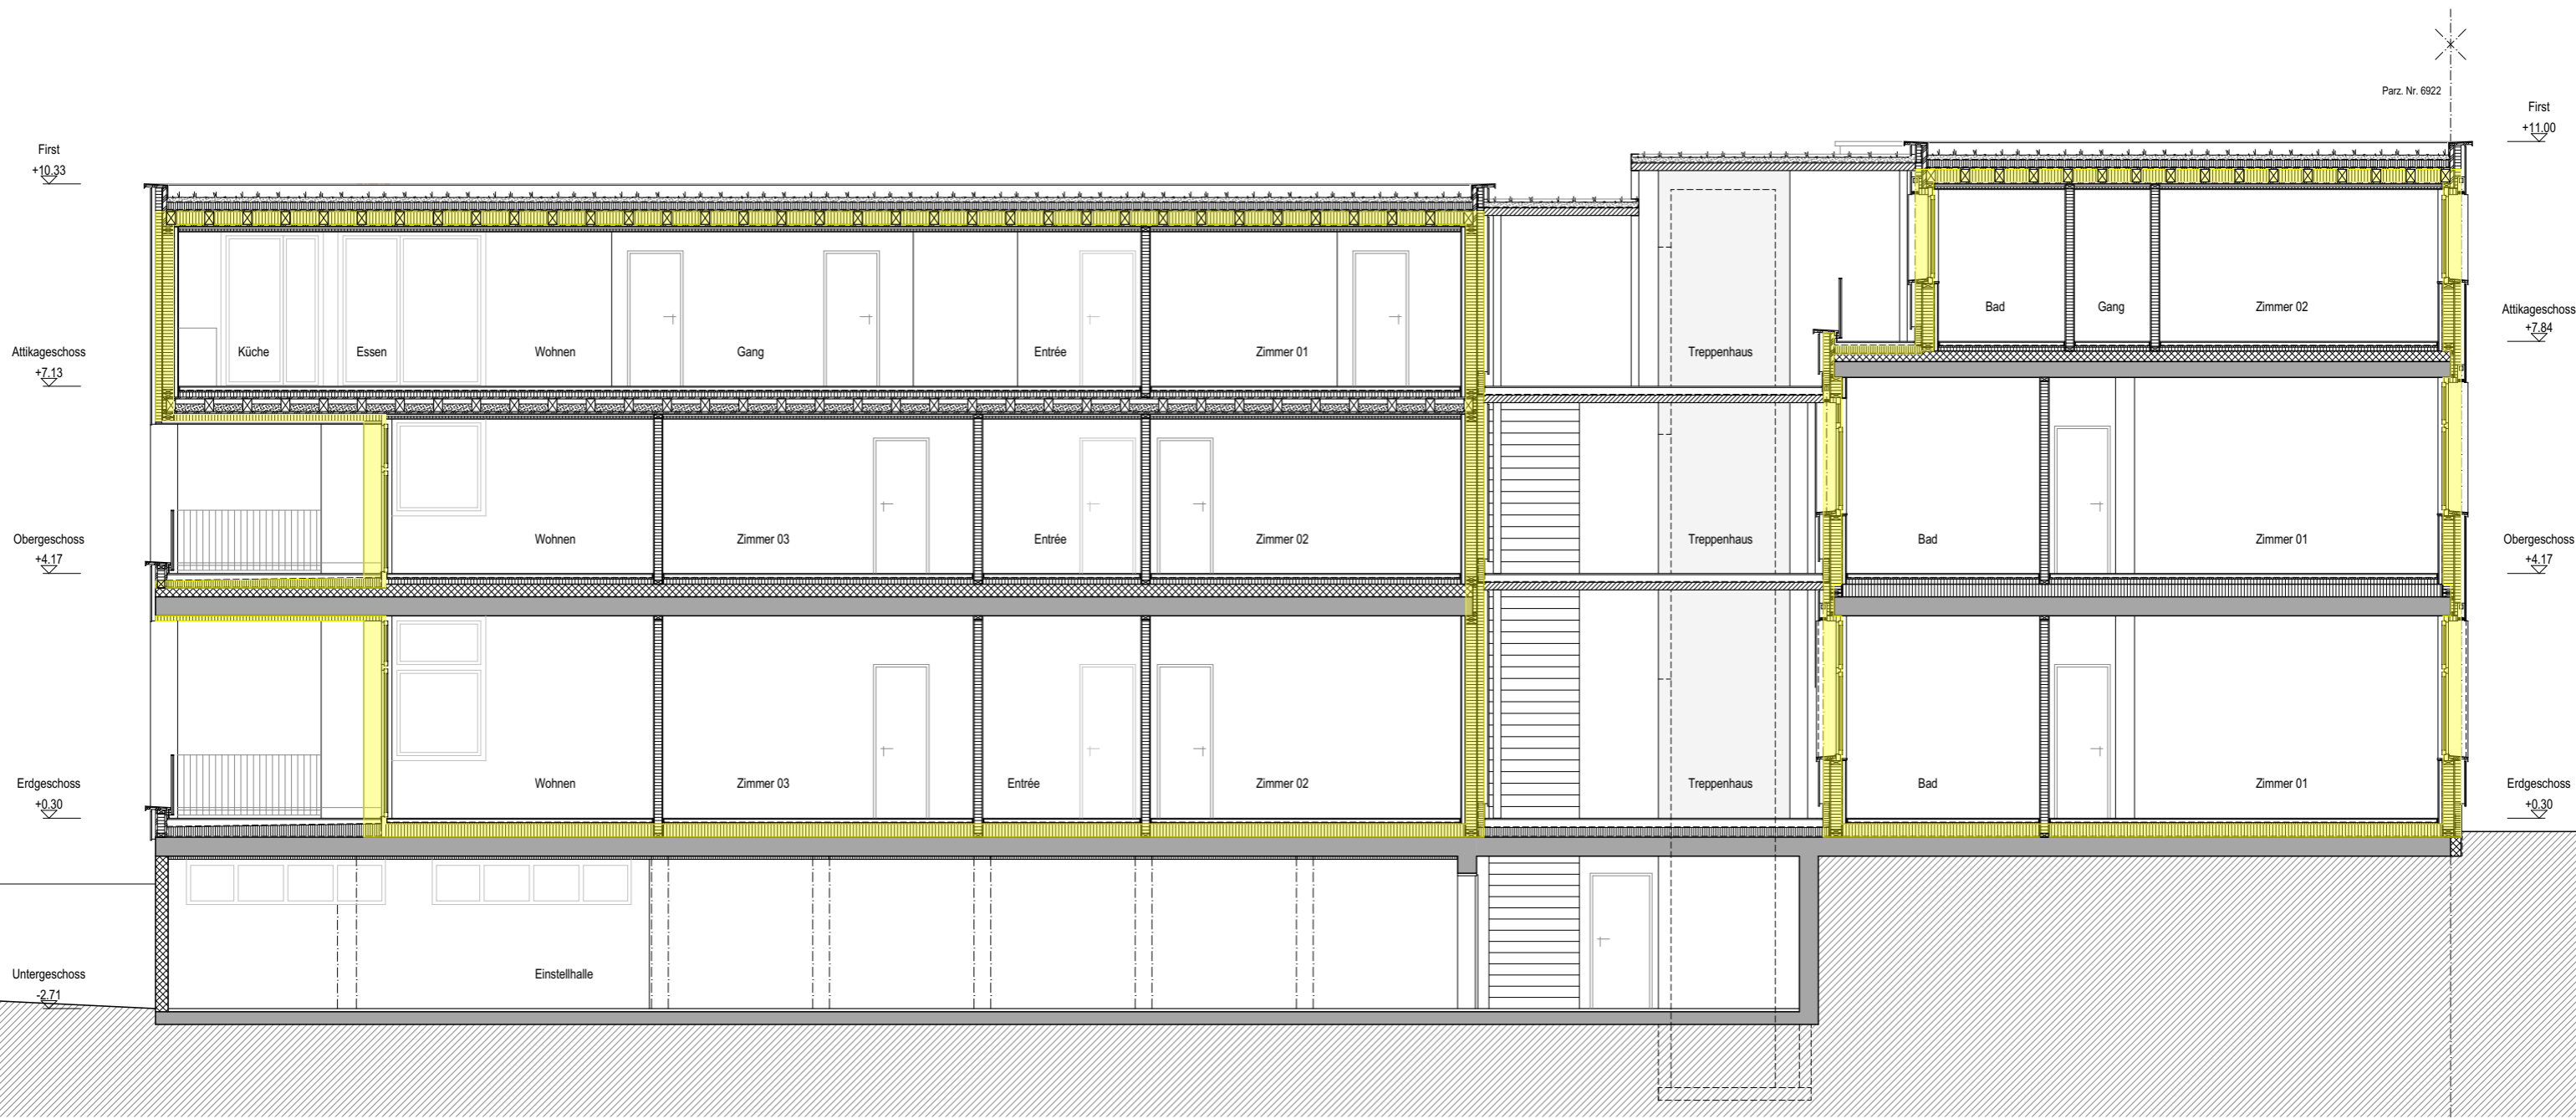 Parz. Nr. 6922
First
+11.00
First
+10.33
Bad
Gang
Zimmer 02
Attikageschoss
+7.84
Attikageschoss
+7.13
Küche
Essen
Wohnen
Gang
Entrée
Zimmer 01
Treppenhaus
Obergeschoss
+4.17
Wohnen
Zimmer 03
Entrée
Zimmer 02
Treppenhaus
Bad
Zimmer 01
Obergeschoss
+4.17
Erdgeschoss
+0.30
Wohnen
Zimmer 03
Entrée
Zimmer 02
Treppenhaus
Bad
Zimmer 01
Erdgeschoss
+0.30
Untergeschoss
-2.71
Einstellhalle